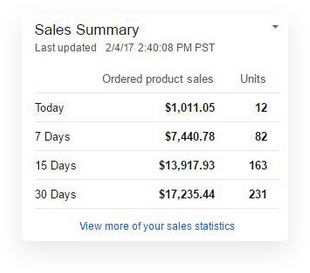 Sales Summary
Last updated 2/4/17 2:40:08 PM PST
Ordered product sales Units
Today $1,011.05 12
7 Days $7,440.78 82
15 Days $13,917.93 163
30 Days $17,235.44 231
View more of your sales statistics